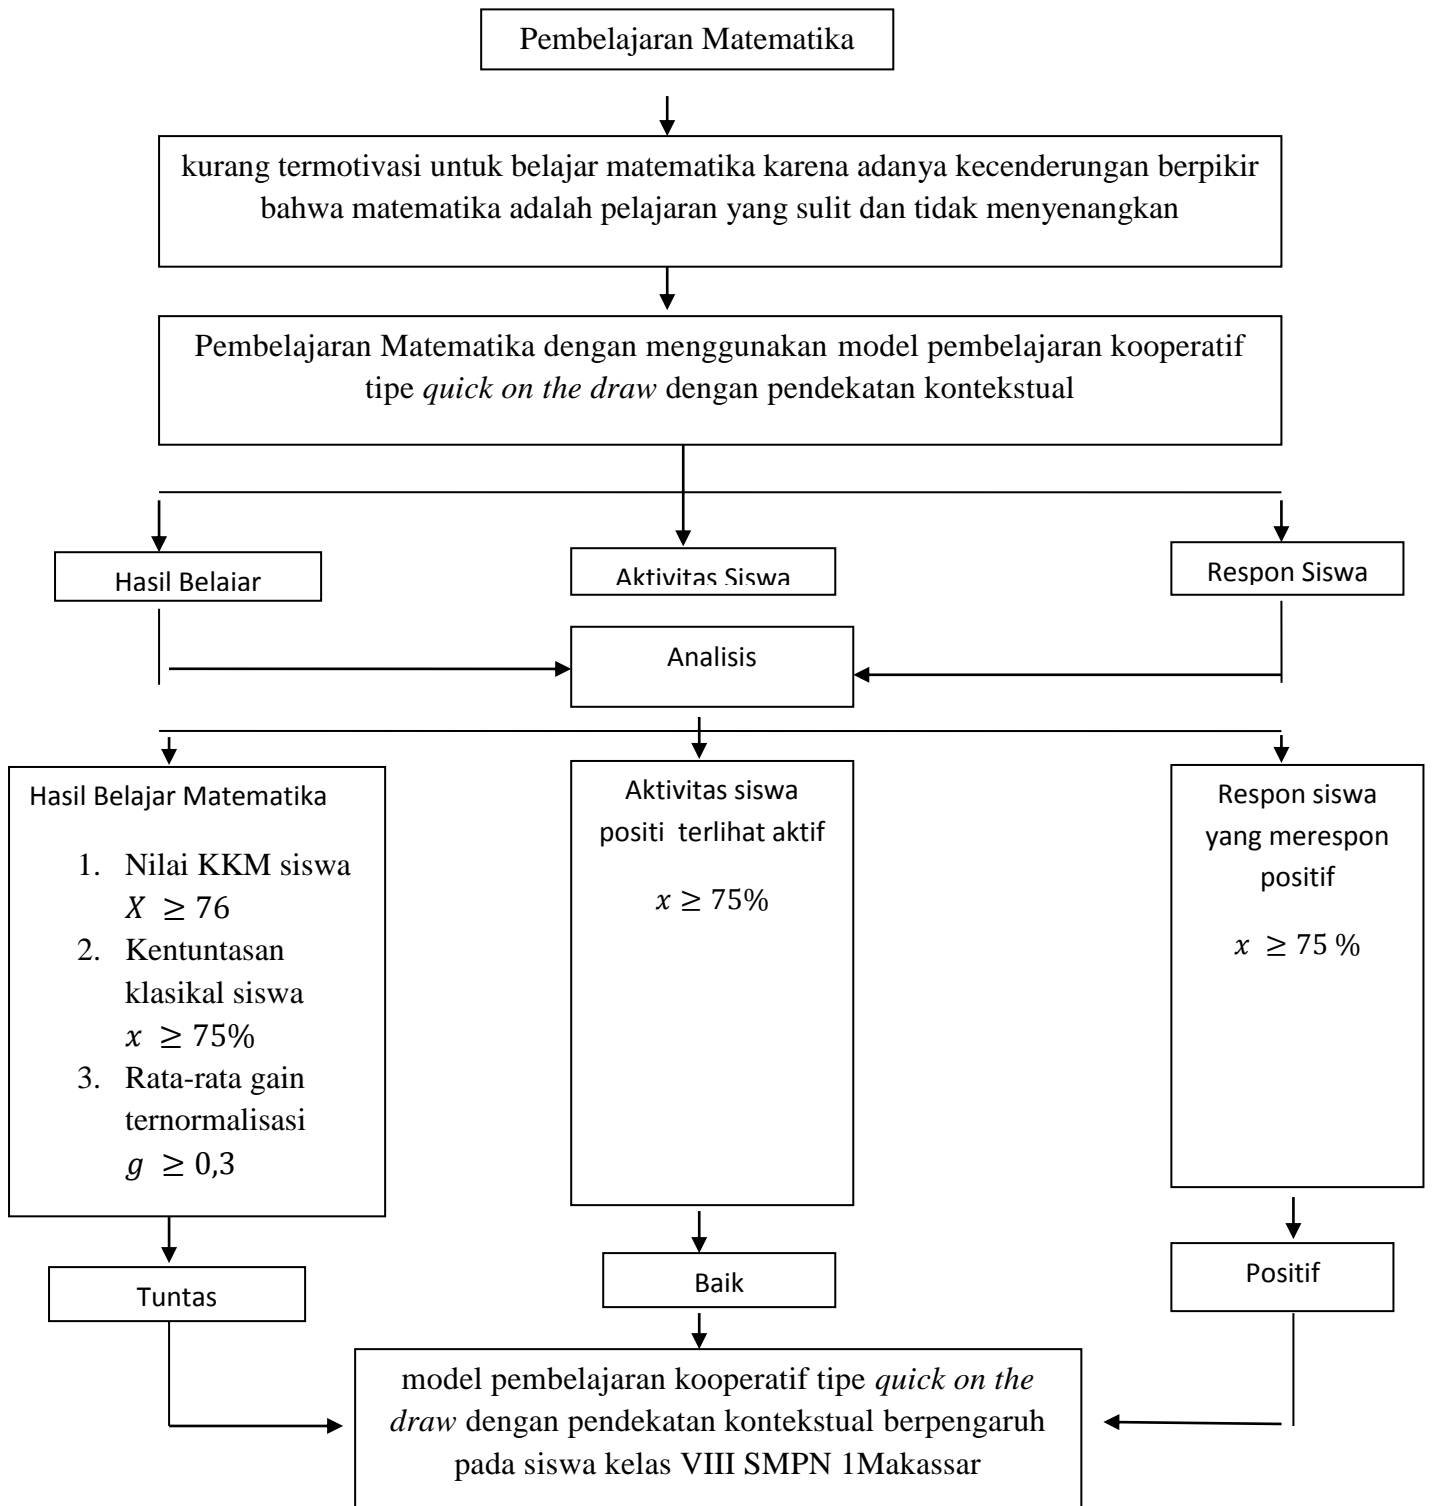 Pembelajaran Matematika
kurang termotivasi untuk belajar matematika karena adanya kecenderungan berpikir
bahwa matematika adalah pelajaran yang sulit dan tidak menyenangkan
Pembelajaran Matematika dengan menggunakan model pembelajaran kooperatif
tipe quick on the draw dengan pendekatan kontekstual
Hasil Belajar
Aktivitas Siswa
Respon Siswa
Analisis
Hasil Belajar Matematika
1. Nilai KKM siswa
X ≥ 76
2. Kentuntasan
klasikal siswa
x ≥ 75%
3. Rata-rata gain
ternormalisasi
g ≥ 0,3
Aktivitas siswa
positi terlihat aktif
x ≥ 75%
Respon siswa
yang merespon
positif
x ≥ 75 %
Tuntas
Baik
Positif
model pembelajaran kooperatif tipe quick on the
draw dengan pendekatan kontekstual berpengaruh
pada siswa kelas VIII SMPN 1Makassar